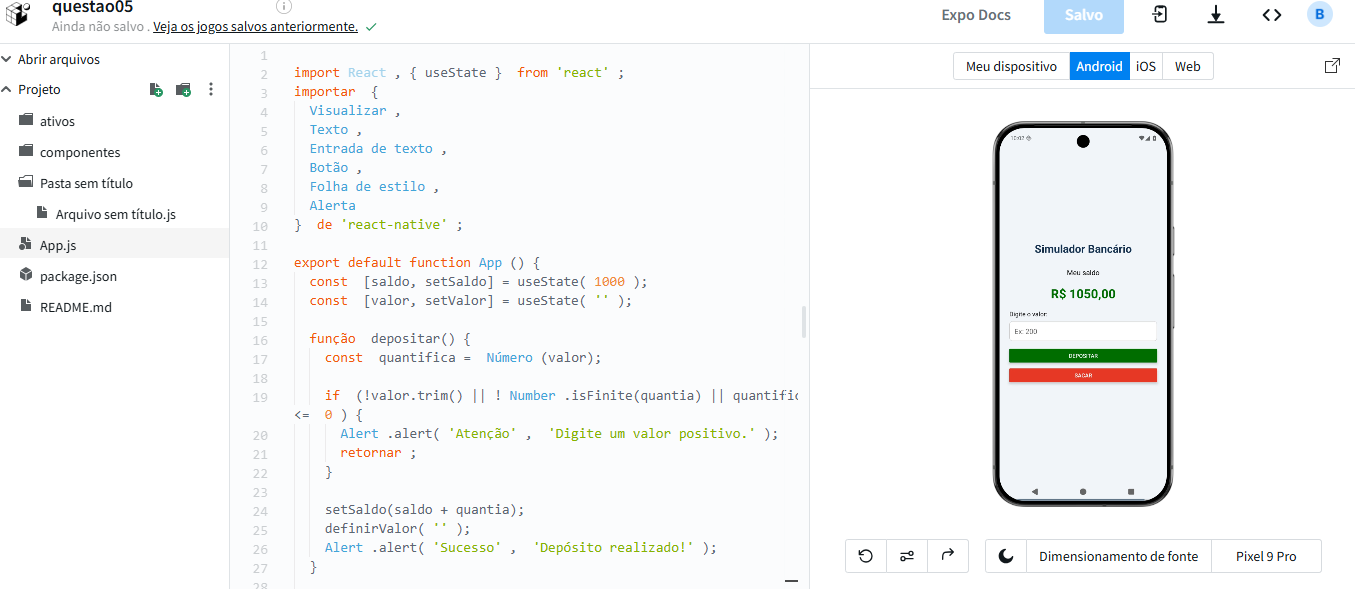 questao05
Ainda não salvo . Veja os jogos salvos anteriormente.
Expo Docs
Salvo
B
Abrir arquivos
Projeto
ativos
componentes
Pasta sem título
Arquivo sem título.js
App.js
package.json
README.md
1
2 import React , { useState } from 'react' ;
3 importar {
4 Visualizar ,
5 Texto ,
6 Entrada de texto ,
7 Botão ,
8 Folha de estilo ,
9 Alerta
10 } de 'react-native' ;
11
12 export default function App () {
13 const [saldo, setSaldo] = useState( 1000 );
14 const [valor, setValor] = useState( '' );
15
16 função depositar() {
17 const quantifica = Número (valor);
18
19 if (!valor.trim() || ! Number .isFinite(quantia) || quantific
<= 0 ) {
20 Alert .alert( 'Atenção' , 'Digite um valor positivo.' );
21 retornar ;
22 }
23
24 setSaldo(saldo + quantia);
25 definirValor( '' );
26 Alert .alert( 'Sucesso' , 'Depósito realizado!' );
27 }
28
Meu dispositivo
Android
iOS
Web
10:02
Simulador Bancário
Meu saldo
R$ 1050,00
Digite o valor:
Ex: 200
DEPOSITAR
SACAR
Dimensionamento de fonte
Pixel 9 Pro